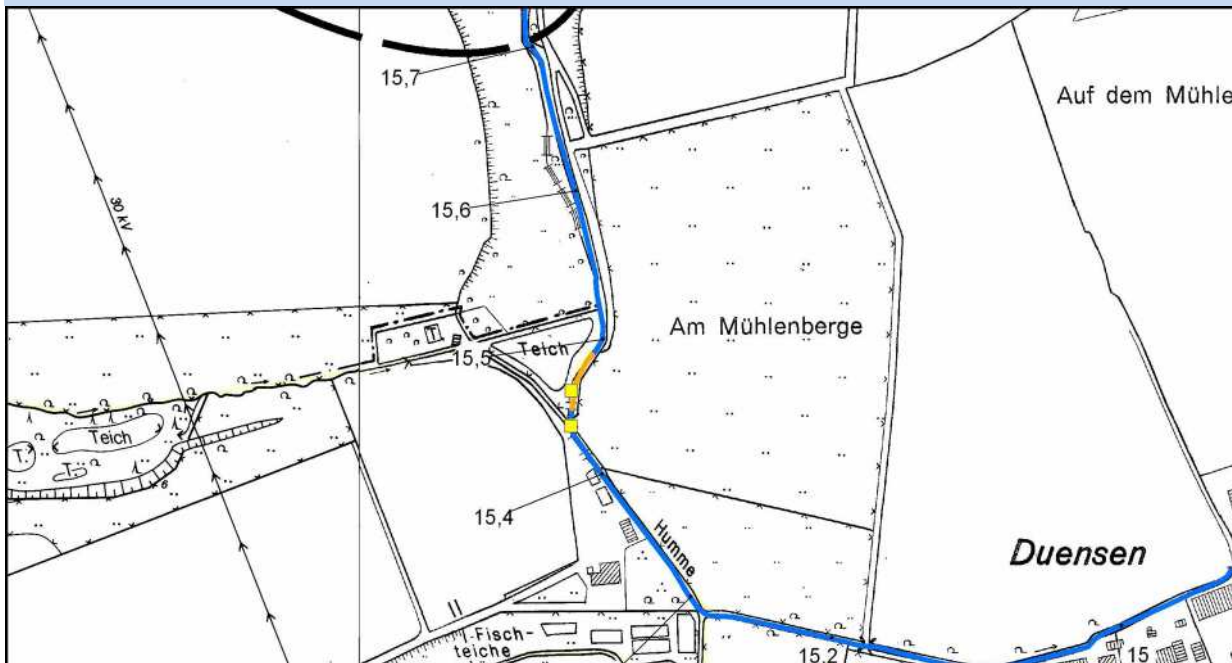 15,7
Auf dem Mühle
15,6
30 kV
Am Mühlenberge
Teich
15,5
Teich
T.
T.
15,4
Humme
Duensen
II
Fisch-
teiche
15,2
15